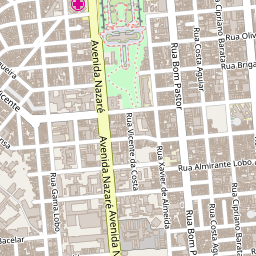 Avenida Nazaré
Rua Bom Pastor
Rua Costa Aguiar
Cipriano Barata
Rua Oliv
Rua Briga
Rua Vicente da Costa
Avenida Nazaré
Avenida N
Rua Gama Lobo
Rua Xavier de Almeida
Rua Almirante Lobo
Rua Bom P
Rua Costa Ag
Rua Cipriano Barata
Bacelar